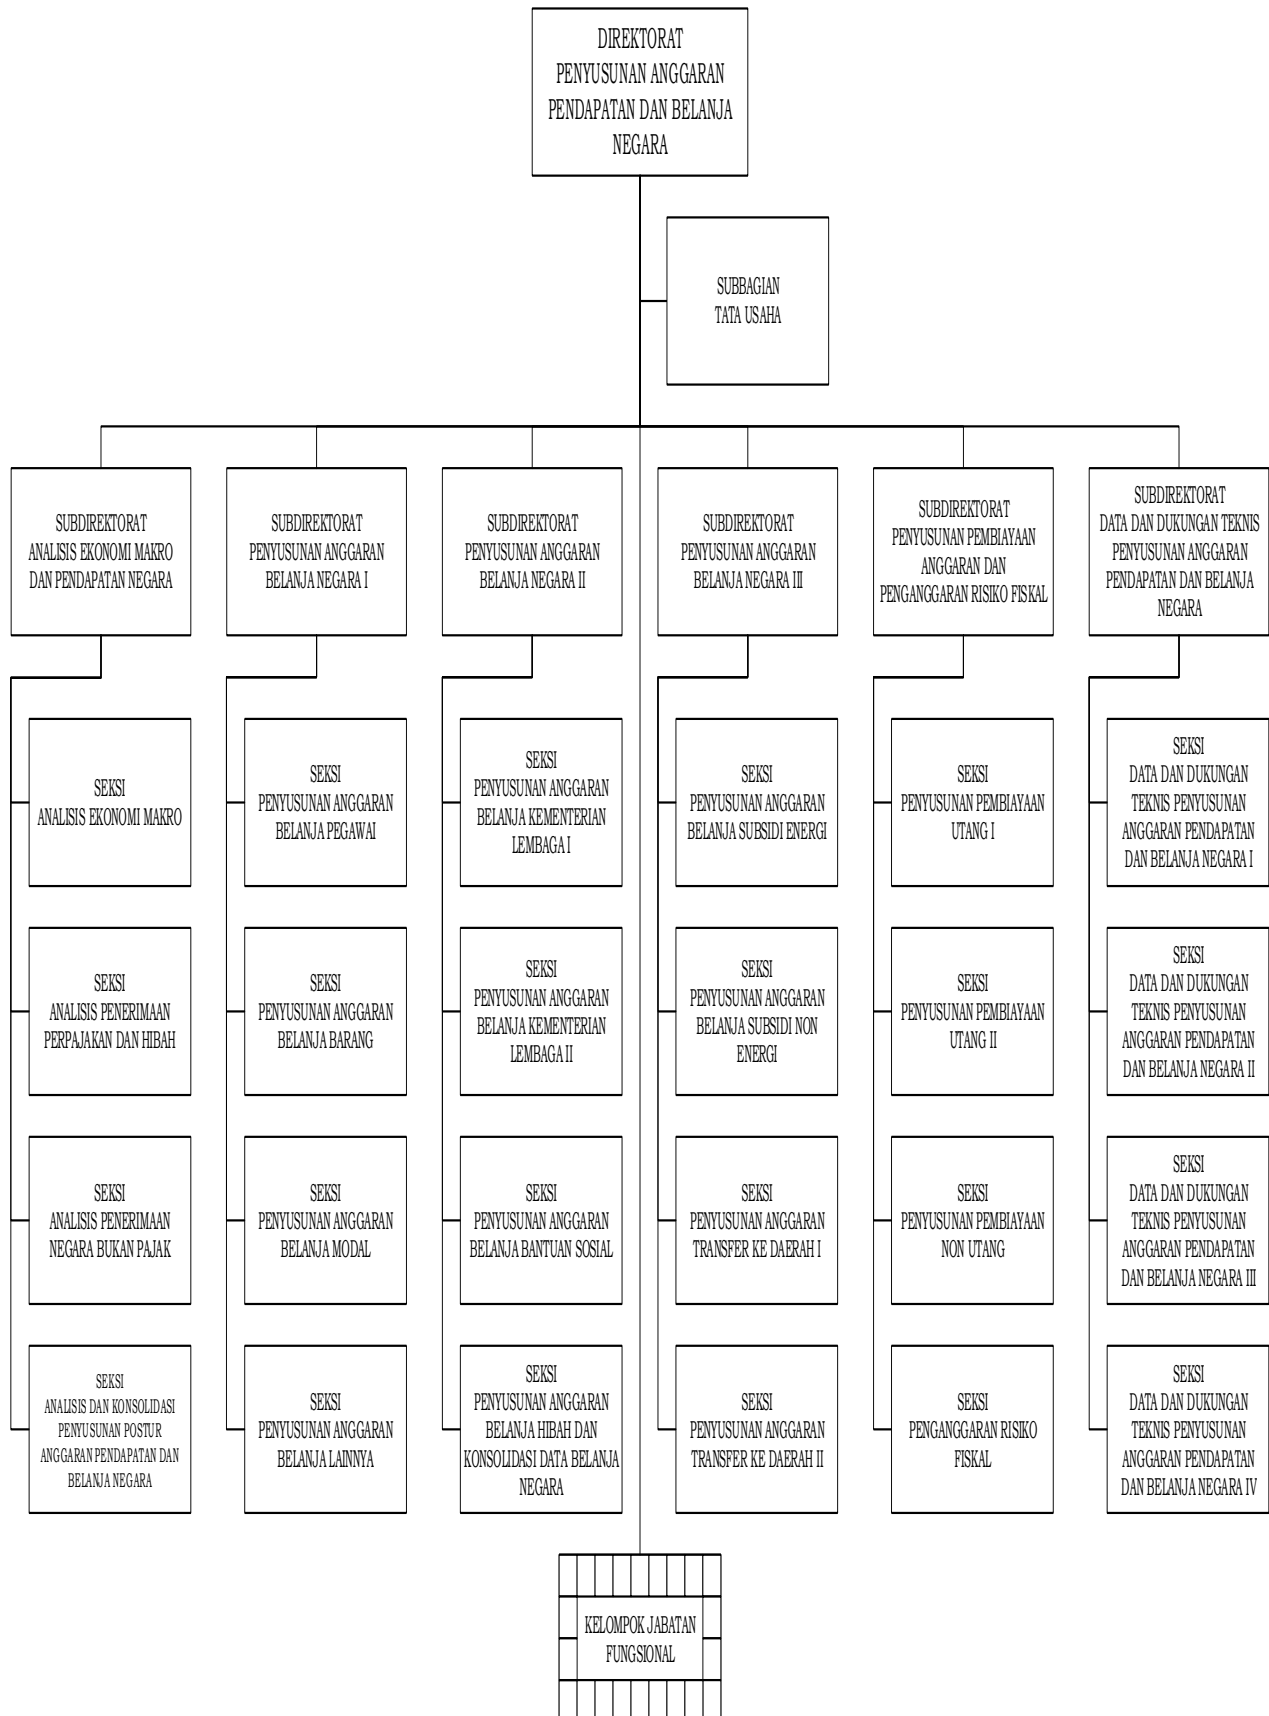 DIREKTORAT
PENYUSUNAN ANGGARAN
PENDAPATAN DAN BELANJA
NEGARA
SUBBAGIAN
TATA USAHA
SUBDIREKTORAT
ANALISIS EKONOMI MAKRO
DAN PENDAPATAN NEGARA
SUBDIREKTORAT
PENYUSUNAN ANGGARAN
BELANJA NEGARA I
SUBDIREKTORAT
PENYUSUNAN ANGGARAN
BELANJA NEGARA II
SUBDIREKTORAT
PENYUSUNAN ANGGARAN
BELANJA NEGARA III
SUBDIREKTORAT
PENYUSUNAN PEMBIAYAAN
ANGGARAN DAN
PENGANGGARAN RISIKO FISKAL
SUBDIREKTORAT
DATA DAN DUKUNGAN TEKNIS
PENYUSUNAN ANGGARAN
PENDAPATAN DAN BELANJA
NEGARA
SEKSI
ANALISIS EKONOMI MAKRO
SEKSI
PENYUSUNAN ANGGARAN
BELANJA PEGAWAI
SEKSI
PENYUSUNAN ANGGARAN
BELANJA KEMENTERIAN
LEMBAGA I
SEKSI
PENYUSUNAN ANGGARAN
BELANJA SUBSIDI ENERGI
SEKSI
PENYUSUNAN PEMBIAYAAN
UTANG I
SEKSI
DATA DAN DUKUNGAN
TEKNIS PENYUSUNAN
ANGGARAN PENDAPATAN
DAN BELANJA NEGARA I
SEKSI
ANALISIS PENERIMAAN
PERPAJAKAN DAN HIBAH
SEKSI
PENYUSUNAN ANGGARAN
BELANJA BARANG
SEKSI
PENYUSUNAN ANGGARAN
BELANJA KEMENTERIAN
LEMBAGA II
SEKSI
PENYUSUNAN ANGGARAN
BELANJA SUBSIDI NON
ENERGI
SEKSI
PENYUSUNAN PEMBIAYAAN
UTANG II
SEKSI
DATA DAN DUKUNGAN
TEKNIS PENYUSUNAN
ANGGARAN PENDAPATAN
DAN BELANJA NEGARA II
SEKSI
ANALISIS PENERIMAAN
NEGARA BUKAN PAJAK
SEKSI
PENYUSUNAN ANGGARAN
BELANJA MODAL
SEKSI
PENYUSUNAN ANGGARAN
BELANJA BANTUAN SOSIAL
SEKSI
PENYUSUNAN ANGGARAN
TRANSFER KE DAERAH I
SEKSI
PENYUSUNAN PEMBIAYAAN
NON UTANG
SEKSI
DATA DAN DUKUNGAN
TEKNIS PENYUSUNAN
ANGGARAN PENDAPATAN
DAN BELANJA NEGARA III
SEKSI
ANALISIS DAN KONSOLIDASI
PENYUSUNAN POSTUR
ANGGARAN PENDAPATAN DAN
BELANJA NEGARA
SEKSI
PENYUSUNAN ANGGARAN
BELANJA LAINNYA
SEKSI
PENYUSUNAN ANGGARAN
BELANJA HIBAH DAN
KONSOLIDASI DATA BELANJA
NEGARA
SEKSI
PENYUSUNAN ANGGARAN
TRANSFER KE DAERAH II
SEKSI
PENGANGGARAN RISIKO
FISKAL
SEKSI
DATA DAN DUKUNGAN
TEKNIS PENYUSUNAN
ANGGARAN PENDAPATAN
DAN BELANJA NEGARA IV
KELOMPOK JABATAN
FUNGSIONAL